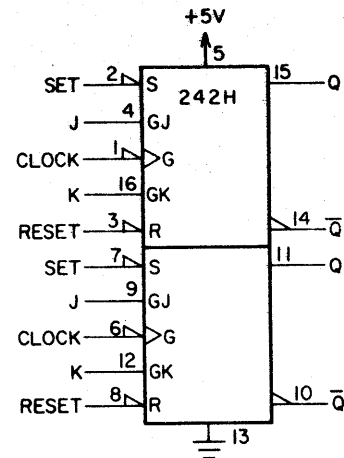 +5V
5
SET 2 S 242H 15 Q
J 4 GJ
CLOCK 1 G
K 16 GK
RESET 3 R 14 Q̅
SET 7 S 11 Q
J 9 GJ
CLOCK 6 G
K 12 GK
RESET 8 R 10 Q̅
13